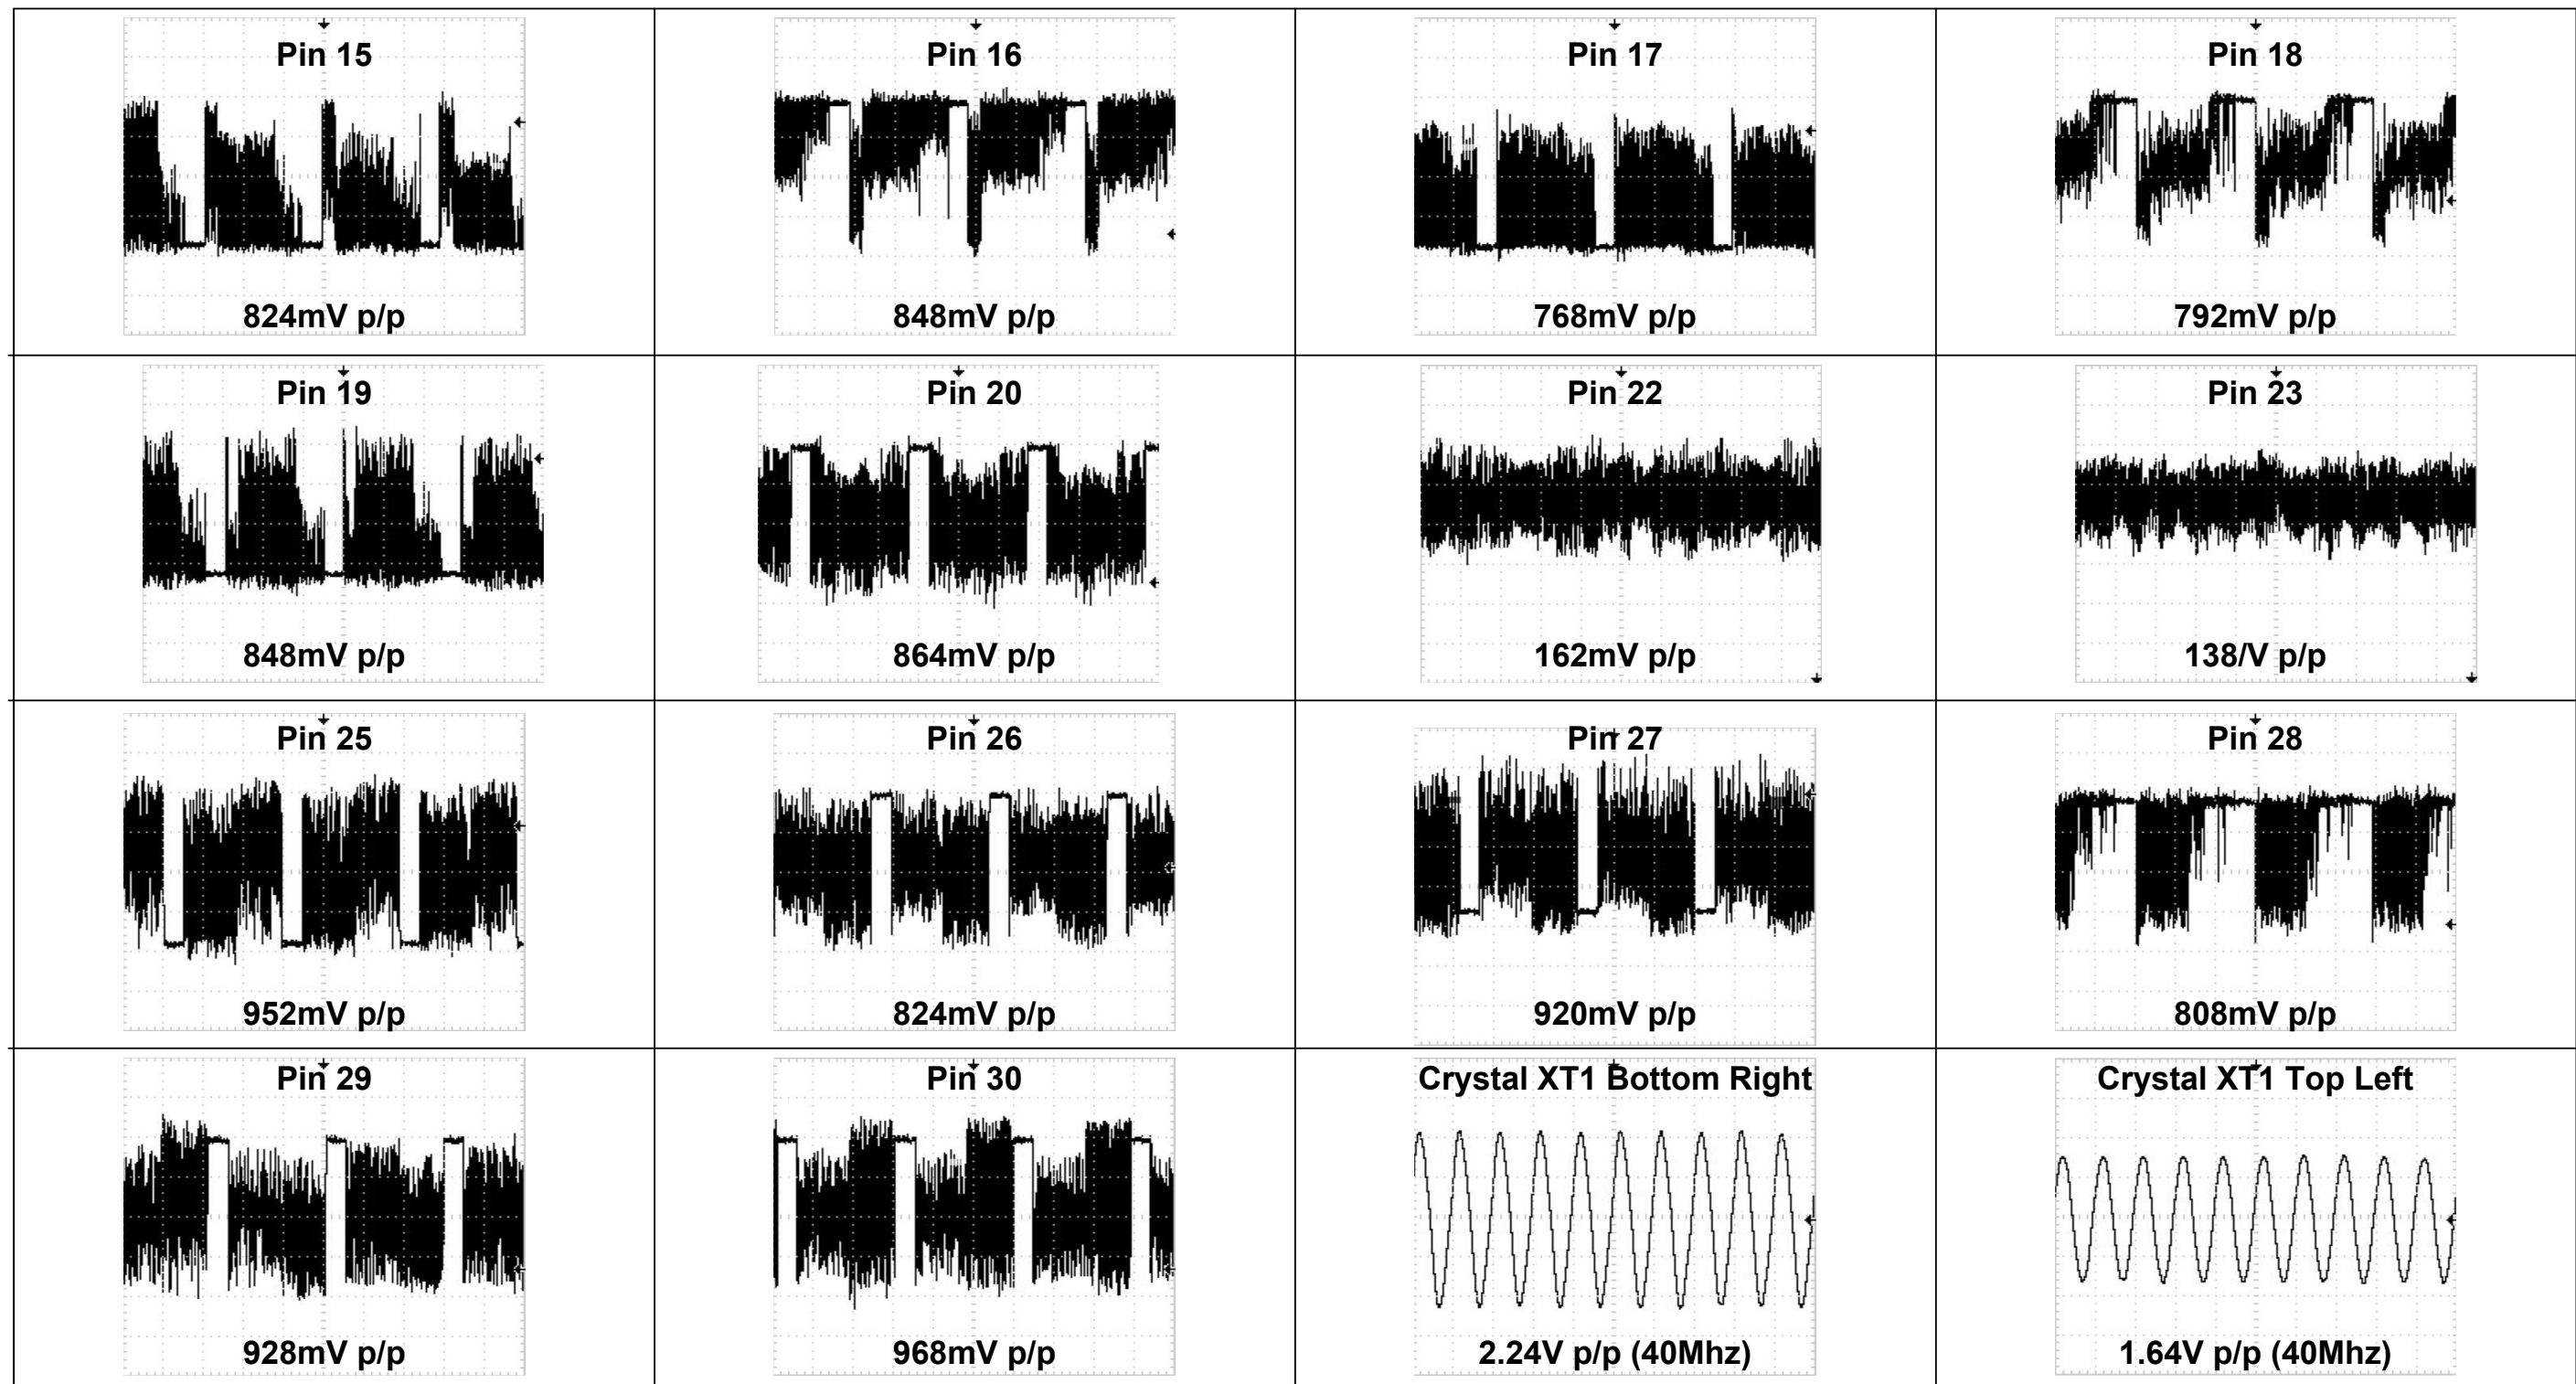 Pin 15
824mV p/p
Pin 16
848mV p/p
Pin 17
768mV p/p
Pin 18
792mV p/p
Pin 19
848mV p/p
Pin 20
864mV p/p
Pin 22
162mV p/p
Pin 23
138/V p/p
Pin 25
952mV p/p
Pin 26
824mV p/p
Pin 27
920mV p/p
Pin 28
808mV p/p
Pin 29
928mV p/p
Pin 30
968mV p/p
Crystal XT1 Bottom Right
2.24V p/p (40Mhz)
Crystal XT1 Top Left
1.64V p/p (40Mhz)